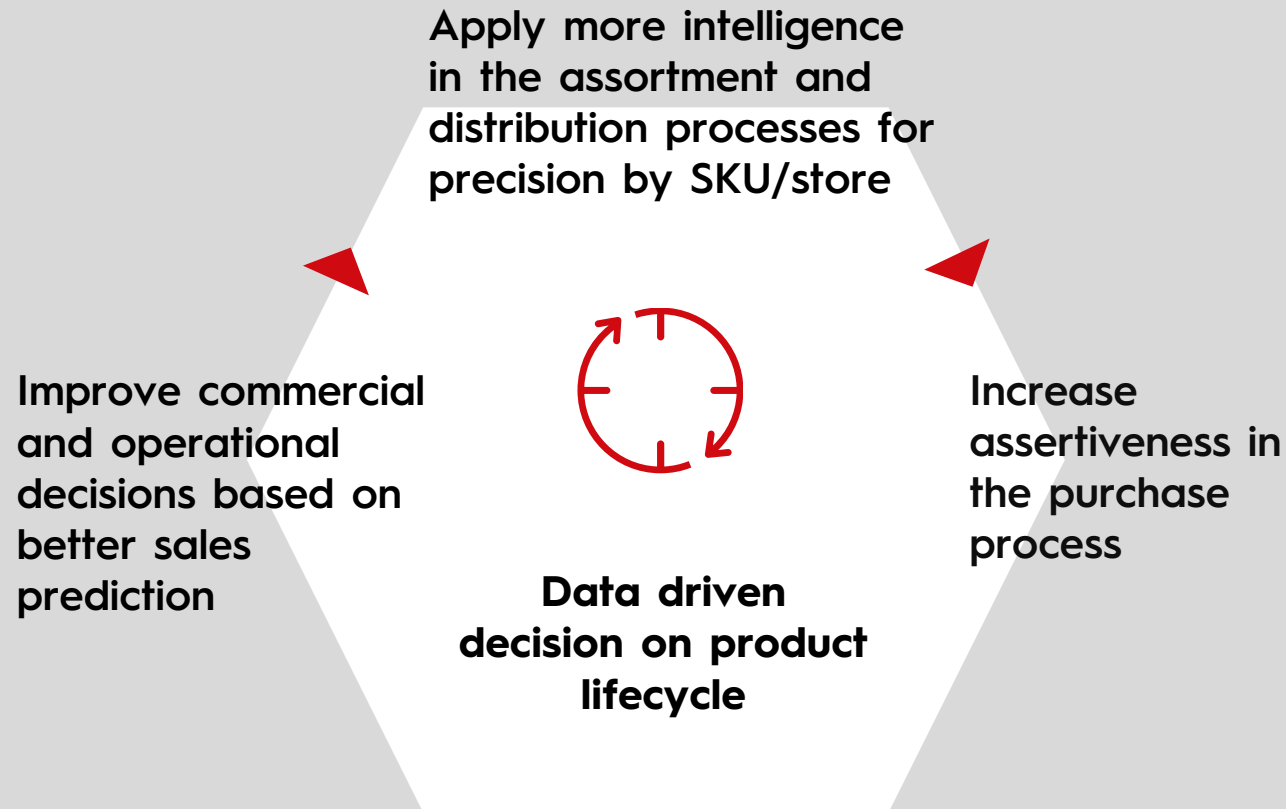 Apply more intelligence
in the assortment and
distribution processes for
precision by SKU/store
Improve commercial
and operational
decisions based on
better sales
prediction
Increase
assertiveness in
the purchase
process
Data driven
decision on product
lifecycle